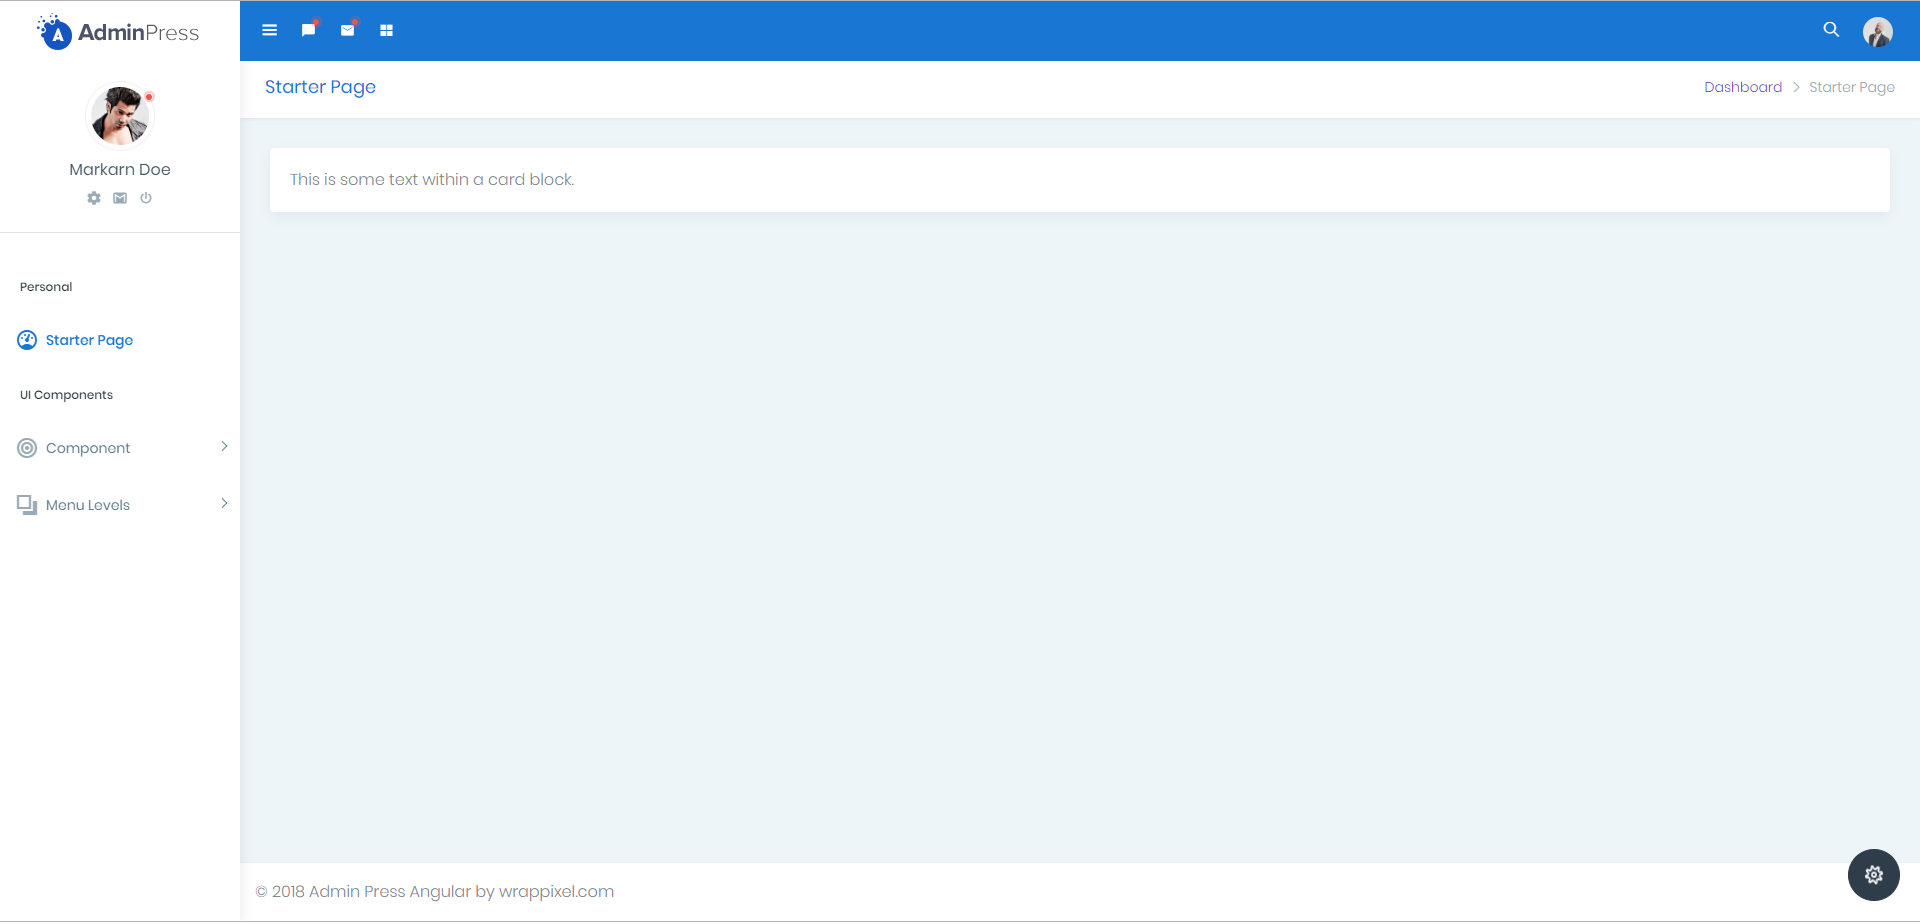 AdminPress
Markarn Doe
Personal
Starter Page
UI Components
Component
Menu Levels
Starter Page
Dashboard > Starter Page
This is some text within a card block.
© 2018 Admin Press Angular by wrappixel.com